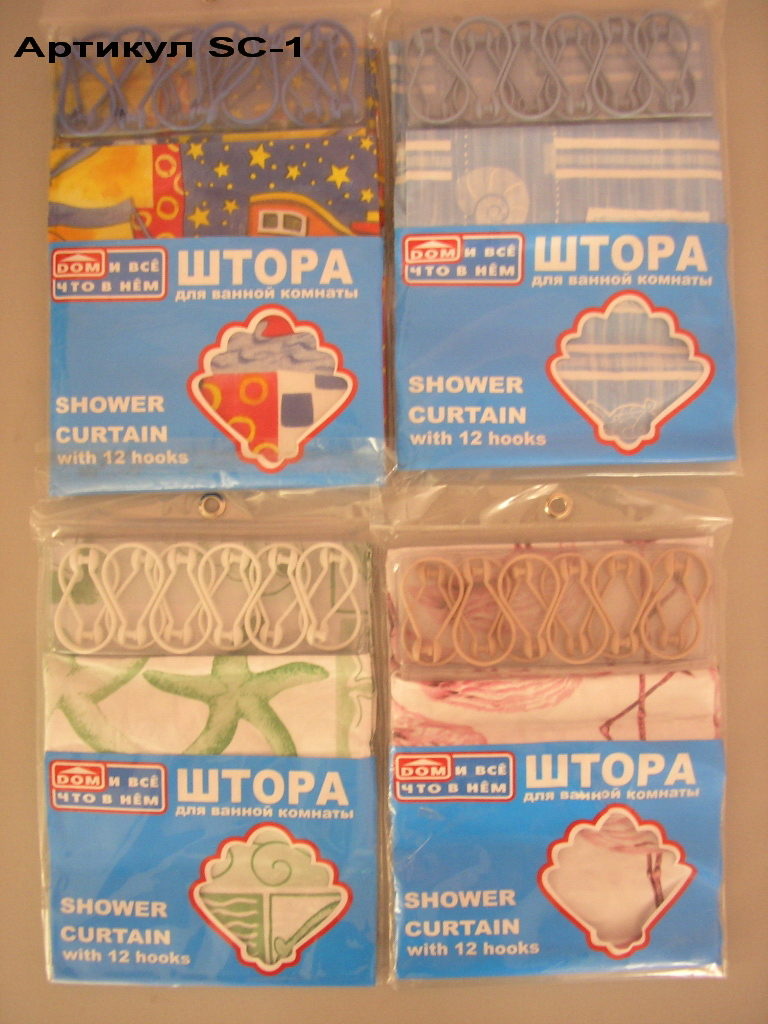 Артикул SC-1
DOM И ВСЁ
ЧТО В НЁМ
ШТОРА
для ванной комнаты
SHOWER
CURTAIN
with 12 hooks
DOM И ВСЁ
ЧТО В НЁМ
ШТОРА
для ванной комнаты
SHOWER
CURTAIN
with 12 hooks
DOM И ВСЁ
ЧТО В НЁМ
ШТОРА
для ванной комнаты
SHOWER
CURTAIN
with 12 hooks
DOM И ВСЁ
ЧТО В НЁМ
ШТОРА
для ванной комнаты
SHOWER
CURTAIN
with 12 hooks